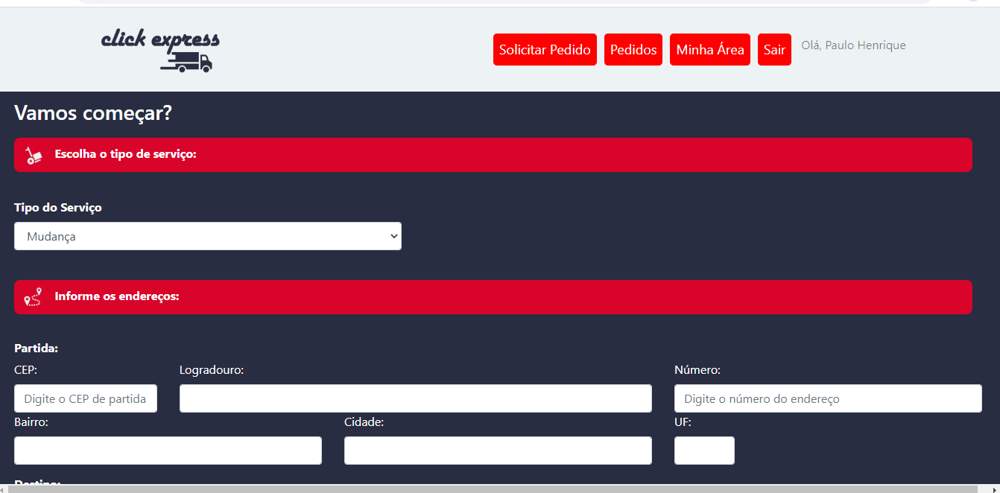 click express
Solicitar Pedido Pedidos Minha Área Sair Olá, Paulo Henrique
Vamos começar?
Escolha o tipo de serviço:
Tipo do Serviço
Mudança
Informe os endereços:
Partida:
CEP: Logradouro: Número:
Digite o CEP de partida Digite o número do endereço
Bairro: Cidade: UF:
Destino: